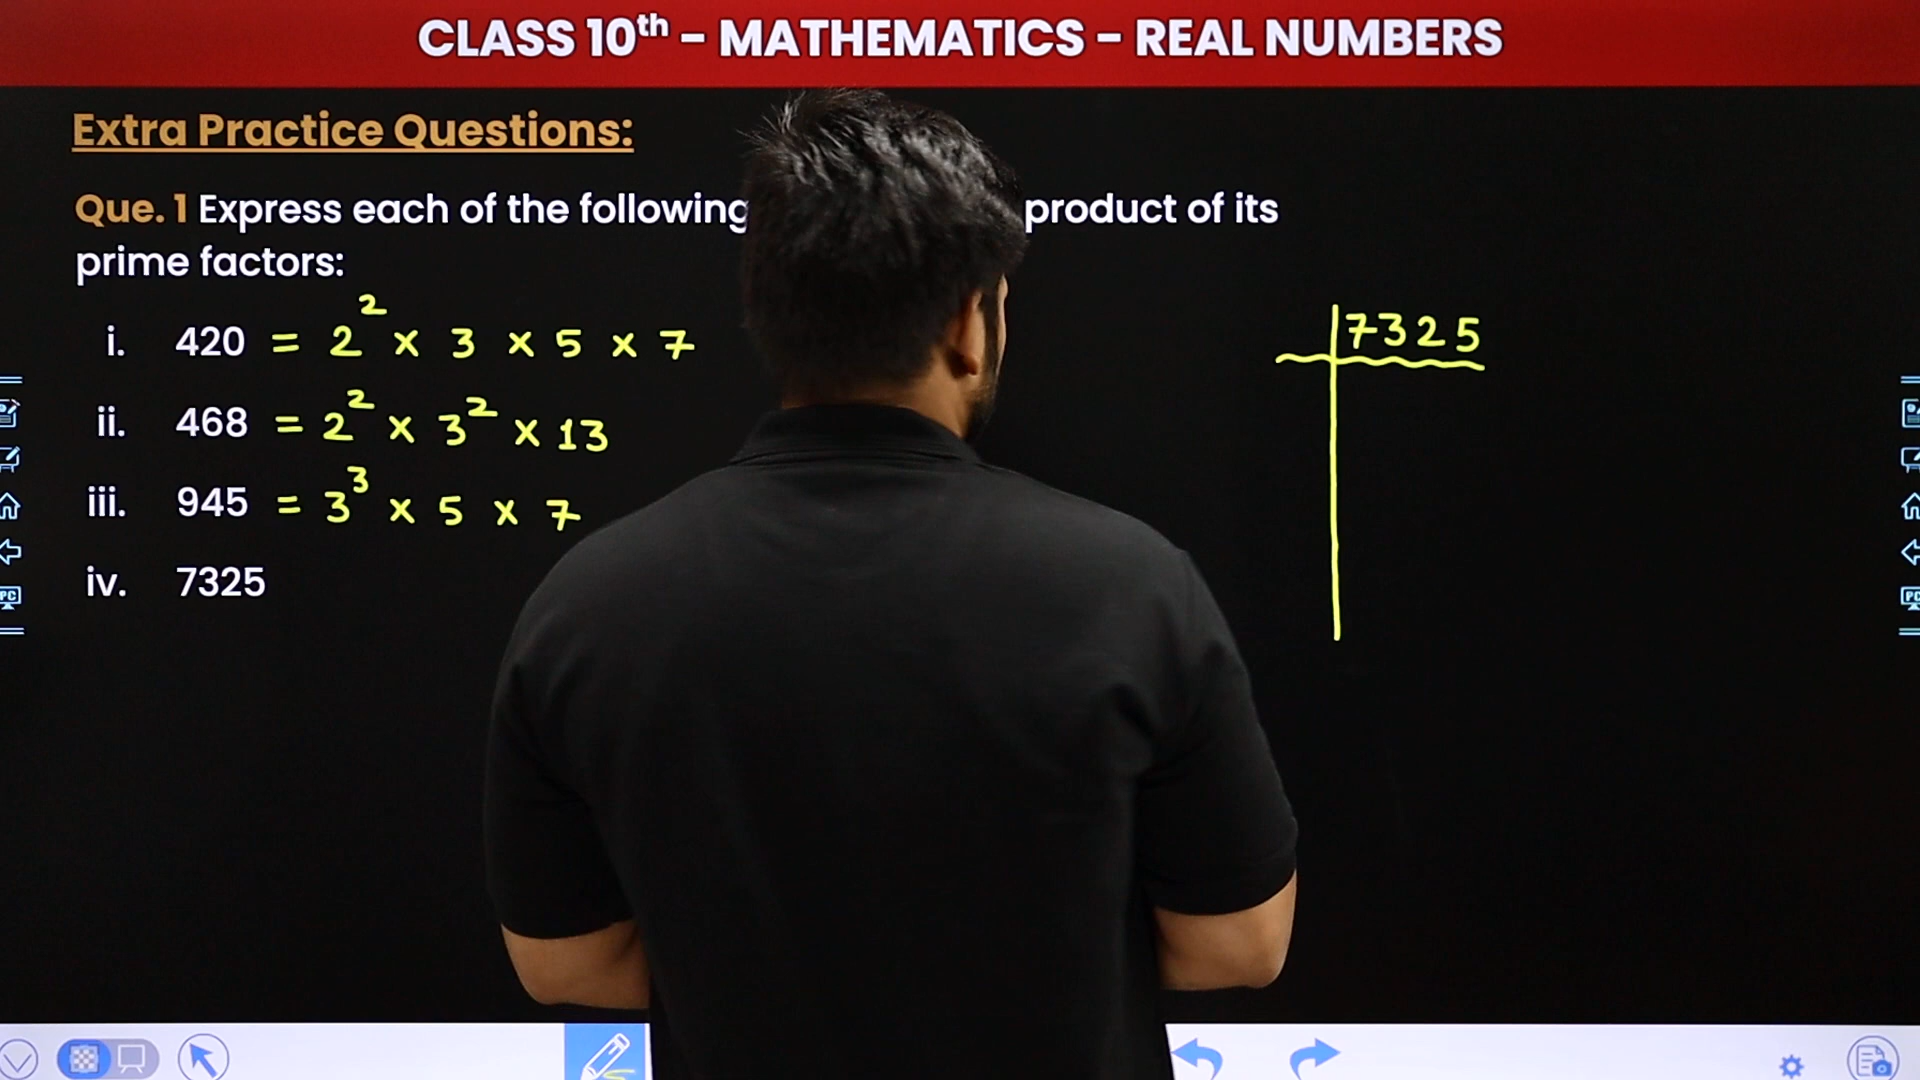 CLASS 10th – MATHEMATICS – REAL NUMBERS
Extra Practice Questions:
Que. 1 Express each of the following product of its
prime factors:
i. 420 = 2² × 3 × 5 × 7
ii. 468 = 2² × 3² × 13
iii. 945 = 3³ × 5 × 7
iv. 7325
7325
PC
PC